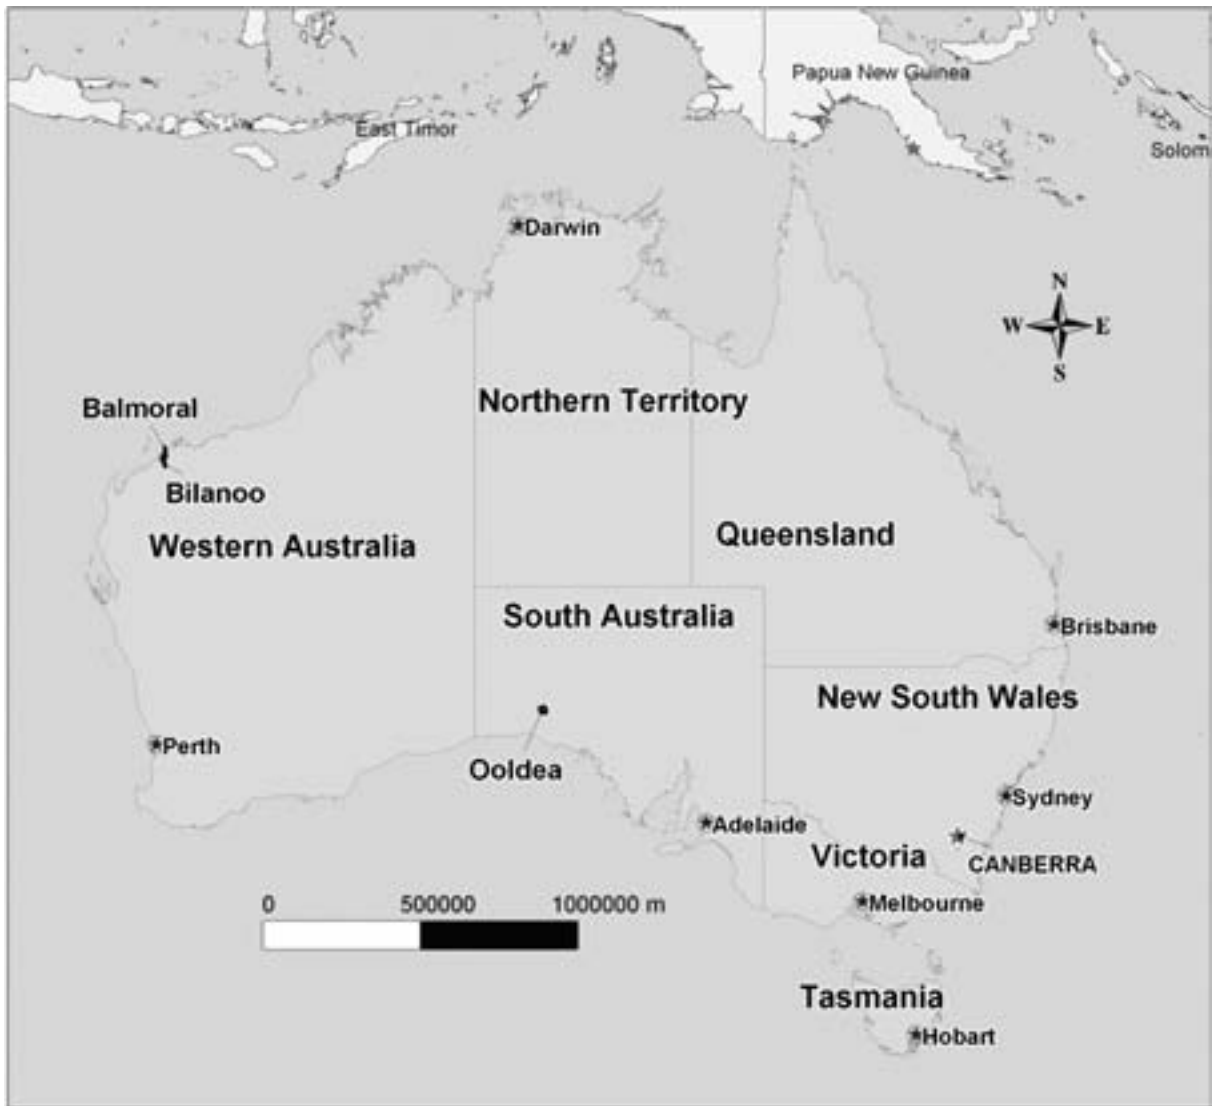 Papua New Guinea
East Timor
Solom
Darwin
N
W E
S
Balmoral
Northern Territory
Bilanoo
Queensland
Western Australia
South Australia
Brisbane
New South Wales
Perth
Ooldea
Sydney
Adelaide
Victoria
CANBERRA
0 500000 1000000 m
Melbourne
Tasmania
Hobart